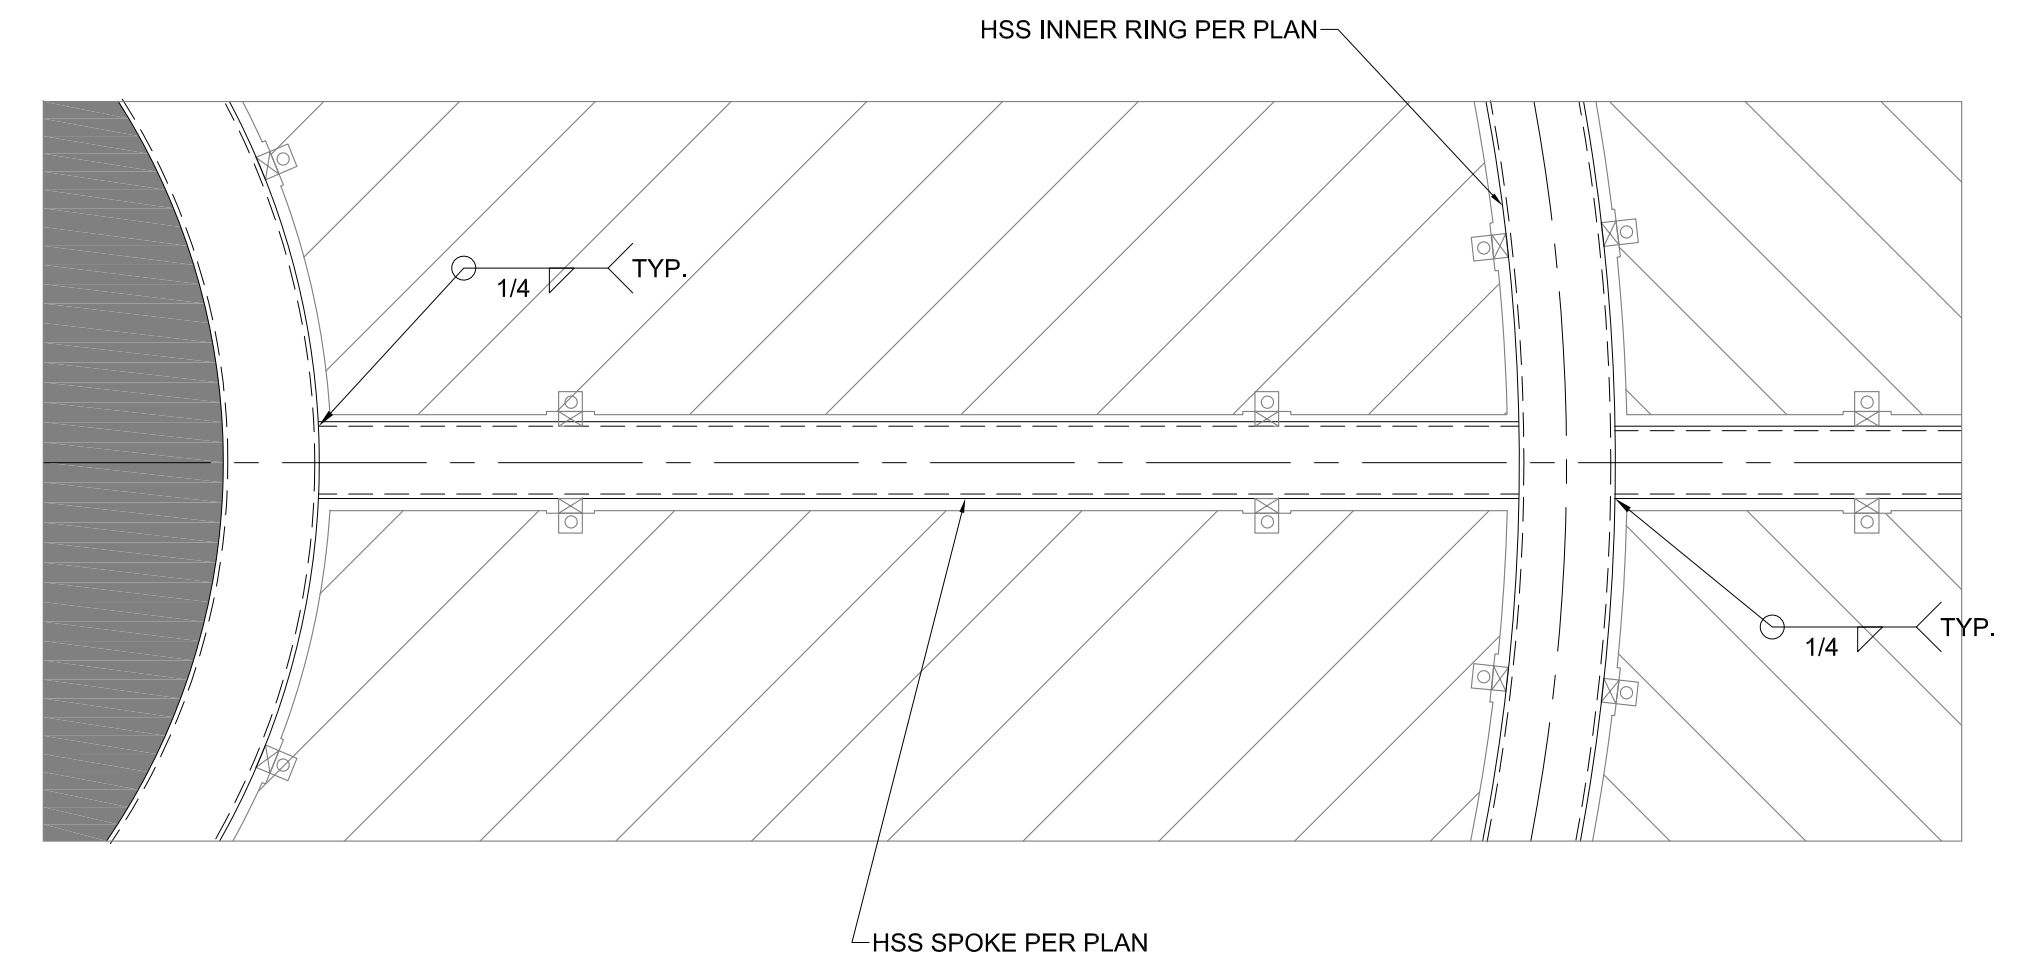 HSS INNER RING PER PLAN
TYP.
1/4
TYP.
1/4
HSS SPOKE PER PLAN